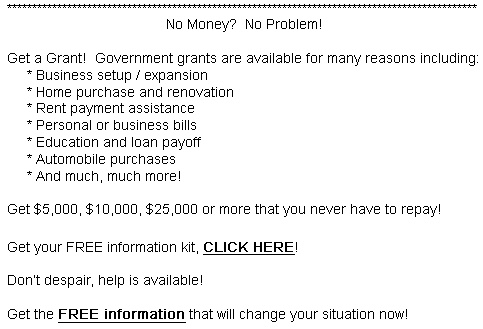 ******************************************************************************************
No Money?  No Problem!
Get a Grant!  Government grants are available for many reasons including:
* Business setup / expansion
* Home purchase and renovation
* Rent payment assistance
* Personal or business bills
* Education and loan payoff
* Automobile purchases
* And much, much more!
Get $5,000, $10,000, $25,000 or more that you never have to repay!
Get your FREE information kit, CLICK HERE!
Don't despair, help is available!
Get the FREE information that will change your situation now!